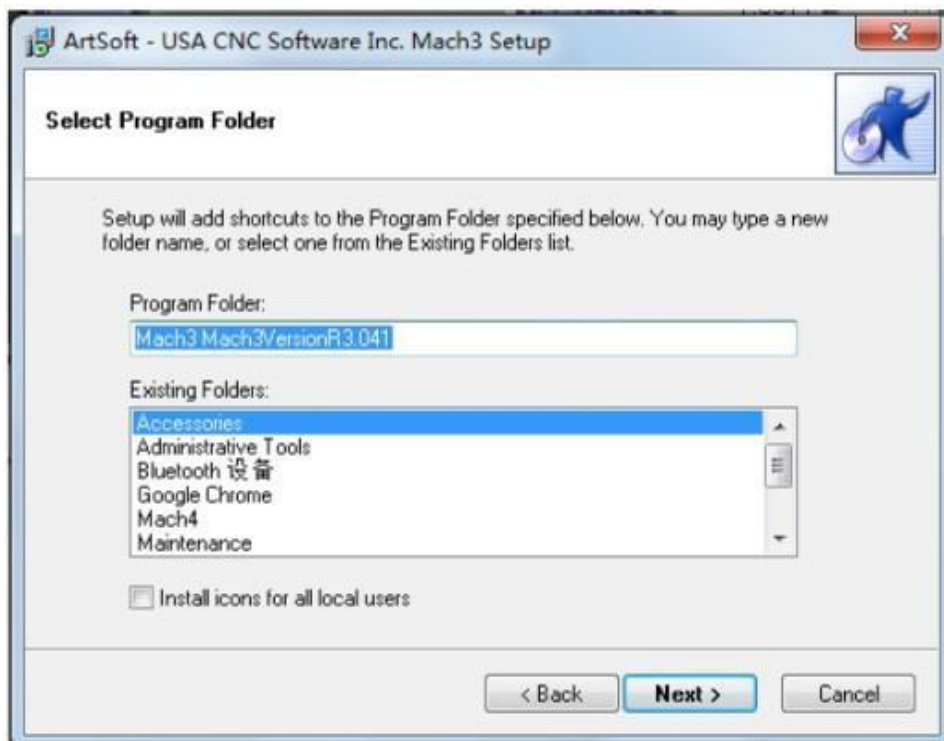 ArtSoft - USA CNC Software Inc. Mach3 Setup
Select Program Folder
Setup will add shortcuts to the Program Folder specified below. You may type a new
folder name, or select one from the Existing Folders list.
Program Folder:
Mach3 Mach3VersionR3.041
Existing Folders:
Accessories
Administrative Tools
Bluetooth 设备
Google Chrome
Mach4
Maintenance
Install icons for all local users
< Back
Next >
Cancel